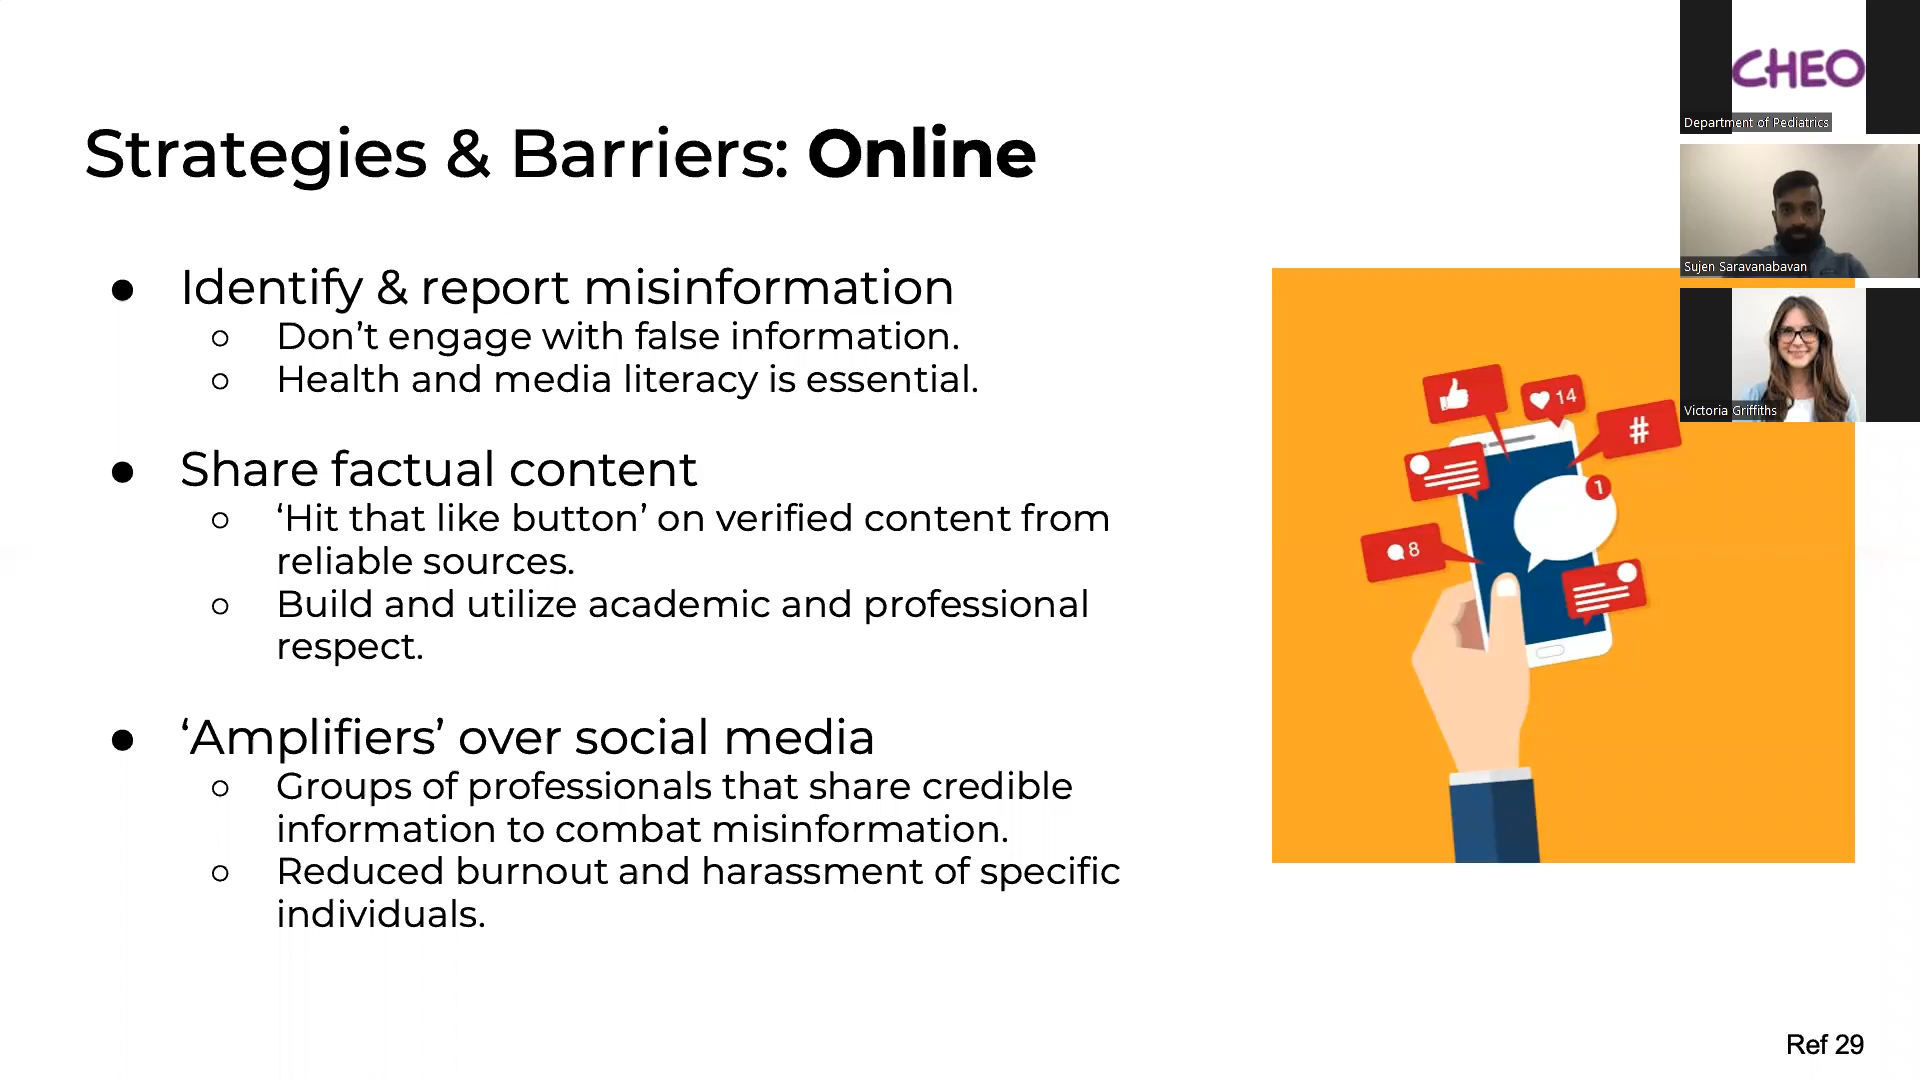 CHEO
Department of Pediatrics
Strategies & Barriers: Online
Sujen Saravanabavan
● Identify & report misinformation
○ Don’t engage with false information.
○ Health and media literacy is essential.
Victoria Griffiths
14
#
1
8
● Share factual content
○ ‘Hit that like button’ on verified content from
reliable sources.
○ Build and utilize academic and professional
respect.
● ‘Amplifiers’ over social media
○ Groups of professionals that share credible
information to combat misinformation.
○ Reduced burnout and harassment of specific
individuals.
Ref 29